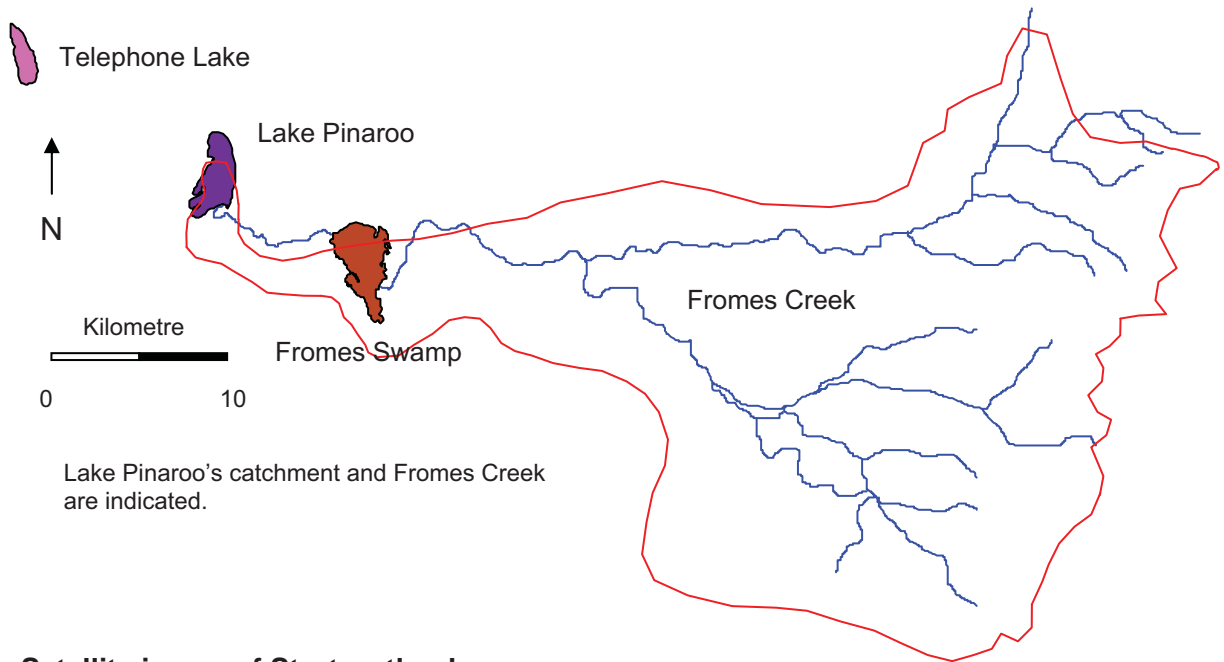 Telephone Lake
Lake Pinaroo
N
Fromes Creek
Kilometre
Fromes Swamp
0 10
Lake Pinaroo’s catchment and Fromes Creek
are indicated.